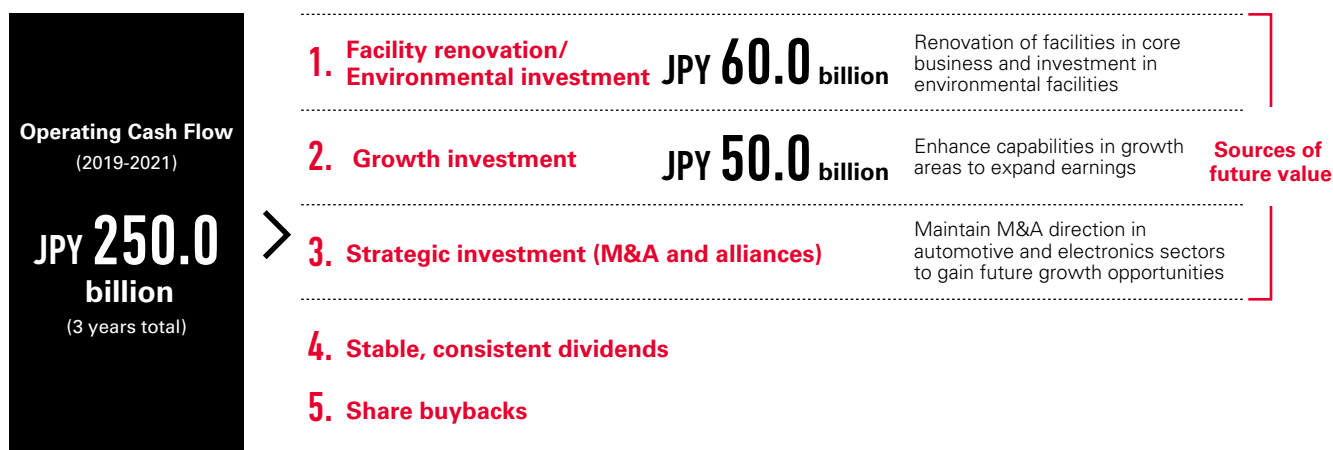 Operating Cash Flow
(2019-2021)
JPY 250.0
billion
(3 years total)
1. Facility renovation/
Environmental investment
JPY 60.0 billion
Renovation of facilities in core
business and investment in
environmental facilities
2. Growth investment
JPY 50.0 billion
Enhance capabilities in growth
areas to expand earnings
3. Strategic investment (M&A and alliances)
Maintain M&A direction in
automotive and electronics sectors
to gain future growth opportunities
Sources of
future value
4. Stable, consistent dividends
5. Share buybacks